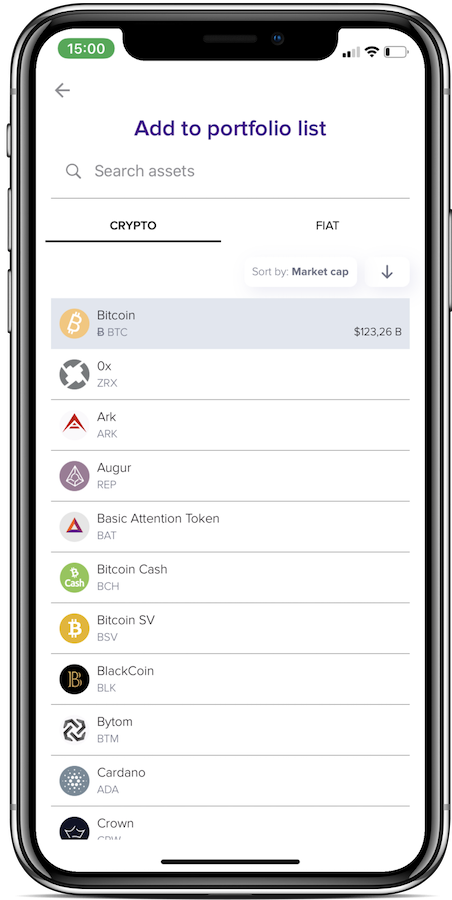 15:00
Add to portfolio list
Search assets
CRYPTO
FIAT
Sort by: Market cap
Bitcoin
Ƀ BTC
$123,26 B
0x
ZRX
Ark
ARK
Augur
REP
Basic Attention Token
BAT
Bitcoin Cash
Cash
BCH
Bitcoin SV
BSV
BlackCoin
BLK
Bytom
BTM
Cardano
ADA
Crown